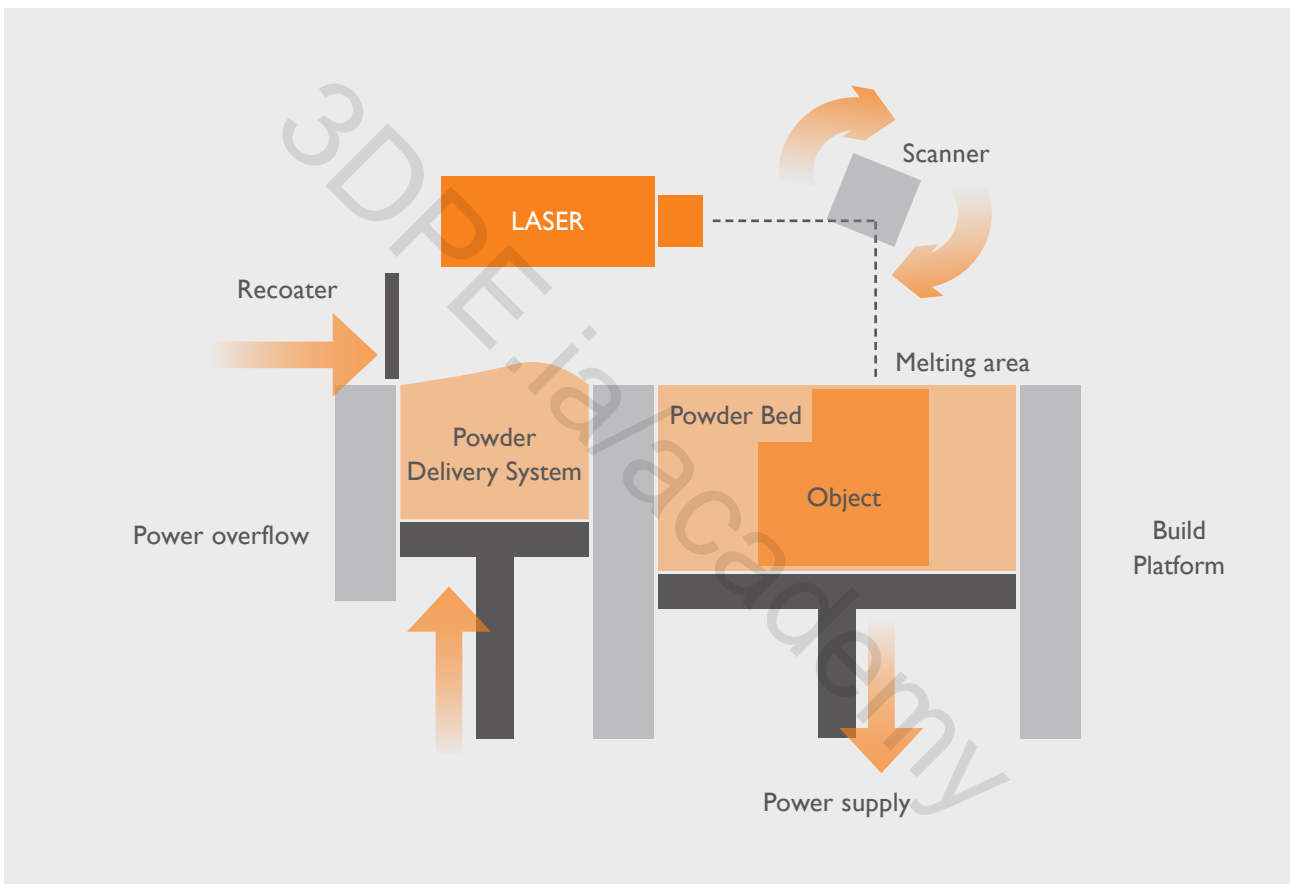 Scanner
LASER
Recoater
Melting area
Powder Bed
Powder
Delivery System
Object
Power overflow
Build
Platform
Power supply
3DPE.ia/academy